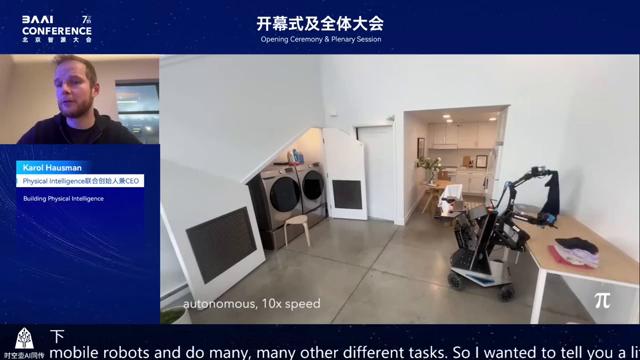 BAAI
CONFERENCE
北京智源大会
7th
开幕式及全体大会
Opening Ceremony & Plenary Session
Karol Hausman
Physical Intelligence联合创始人兼CEO
Building Physical Intelligence
autonomous, 10x speed
π
时空壶AI同传
下
mobile robots and do many, many other different tasks. So I wanted to tell you a li